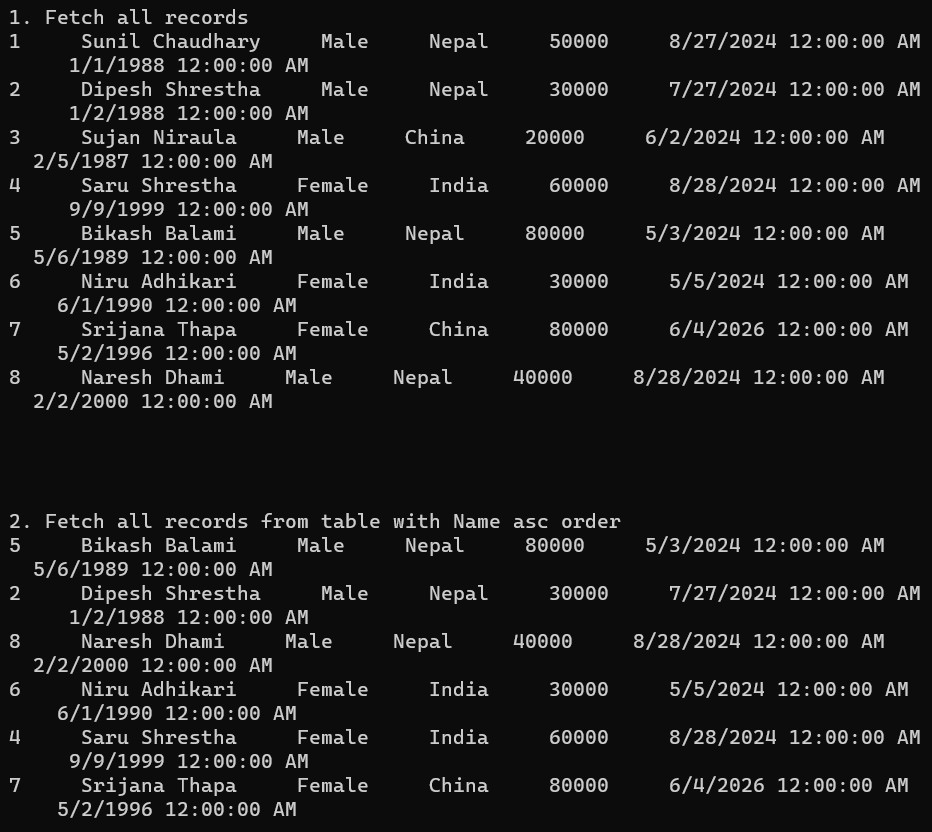 1. Fetch all records
1     Sunil Chaudhary     Male     Nepal     50000     8/27/2024 12:00:00 AM
     1/1/1988 12:00:00 AM
2     Dipesh Shrestha     Male     Nepal     30000     7/27/2024 12:00:00 AM
     1/2/1988 12:00:00 AM
3     Sujan Niraula     Male     China     20000     6/2/2024 12:00:00 AM
  2/5/1987 12:00:00 AM
4     Saru Shrestha     Female     India     60000     8/28/2024 12:00:00 AM
     9/9/1999 12:00:00 AM
5     Bikash Balami     Male     Nepal     80000     5/3/2024 12:00:00 AM
  5/6/1989 12:00:00 AM
6     Niru Adhikari     Female     India     30000     5/5/2024 12:00:00 AM
    6/1/1990 12:00:00 AM
7     Srijana Thapa     Female     China     80000     6/4/2026 12:00:00 AM
    5/2/1996 12:00:00 AM
8     Naresh Dhami     Male     Nepal     40000     8/28/2024 12:00:00 AM
  2/2/2000 12:00:00 AM
2. Fetch all records from table with Name asc order
5     Bikash Balami     Male     Nepal     80000     5/3/2024 12:00:00 AM
  5/6/1989 12:00:00 AM
2     Dipesh Shrestha     Male     Nepal     30000     7/27/2024 12:00:00 AM
     1/2/1988 12:00:00 AM
8     Naresh Dhami     Male     Nepal     40000     8/28/2024 12:00:00 AM
  2/2/2000 12:00:00 AM
6     Niru Adhikari     Female     India     30000     5/5/2024 12:00:00 AM
    6/1/1990 12:00:00 AM
4     Saru Shrestha     Female     India     60000     8/28/2024 12:00:00 AM
     9/9/1999 12:00:00 AM
7     Srijana Thapa     Female     China     80000     6/4/2026 12:00:00 AM
    5/2/1996 12:00:00 AM